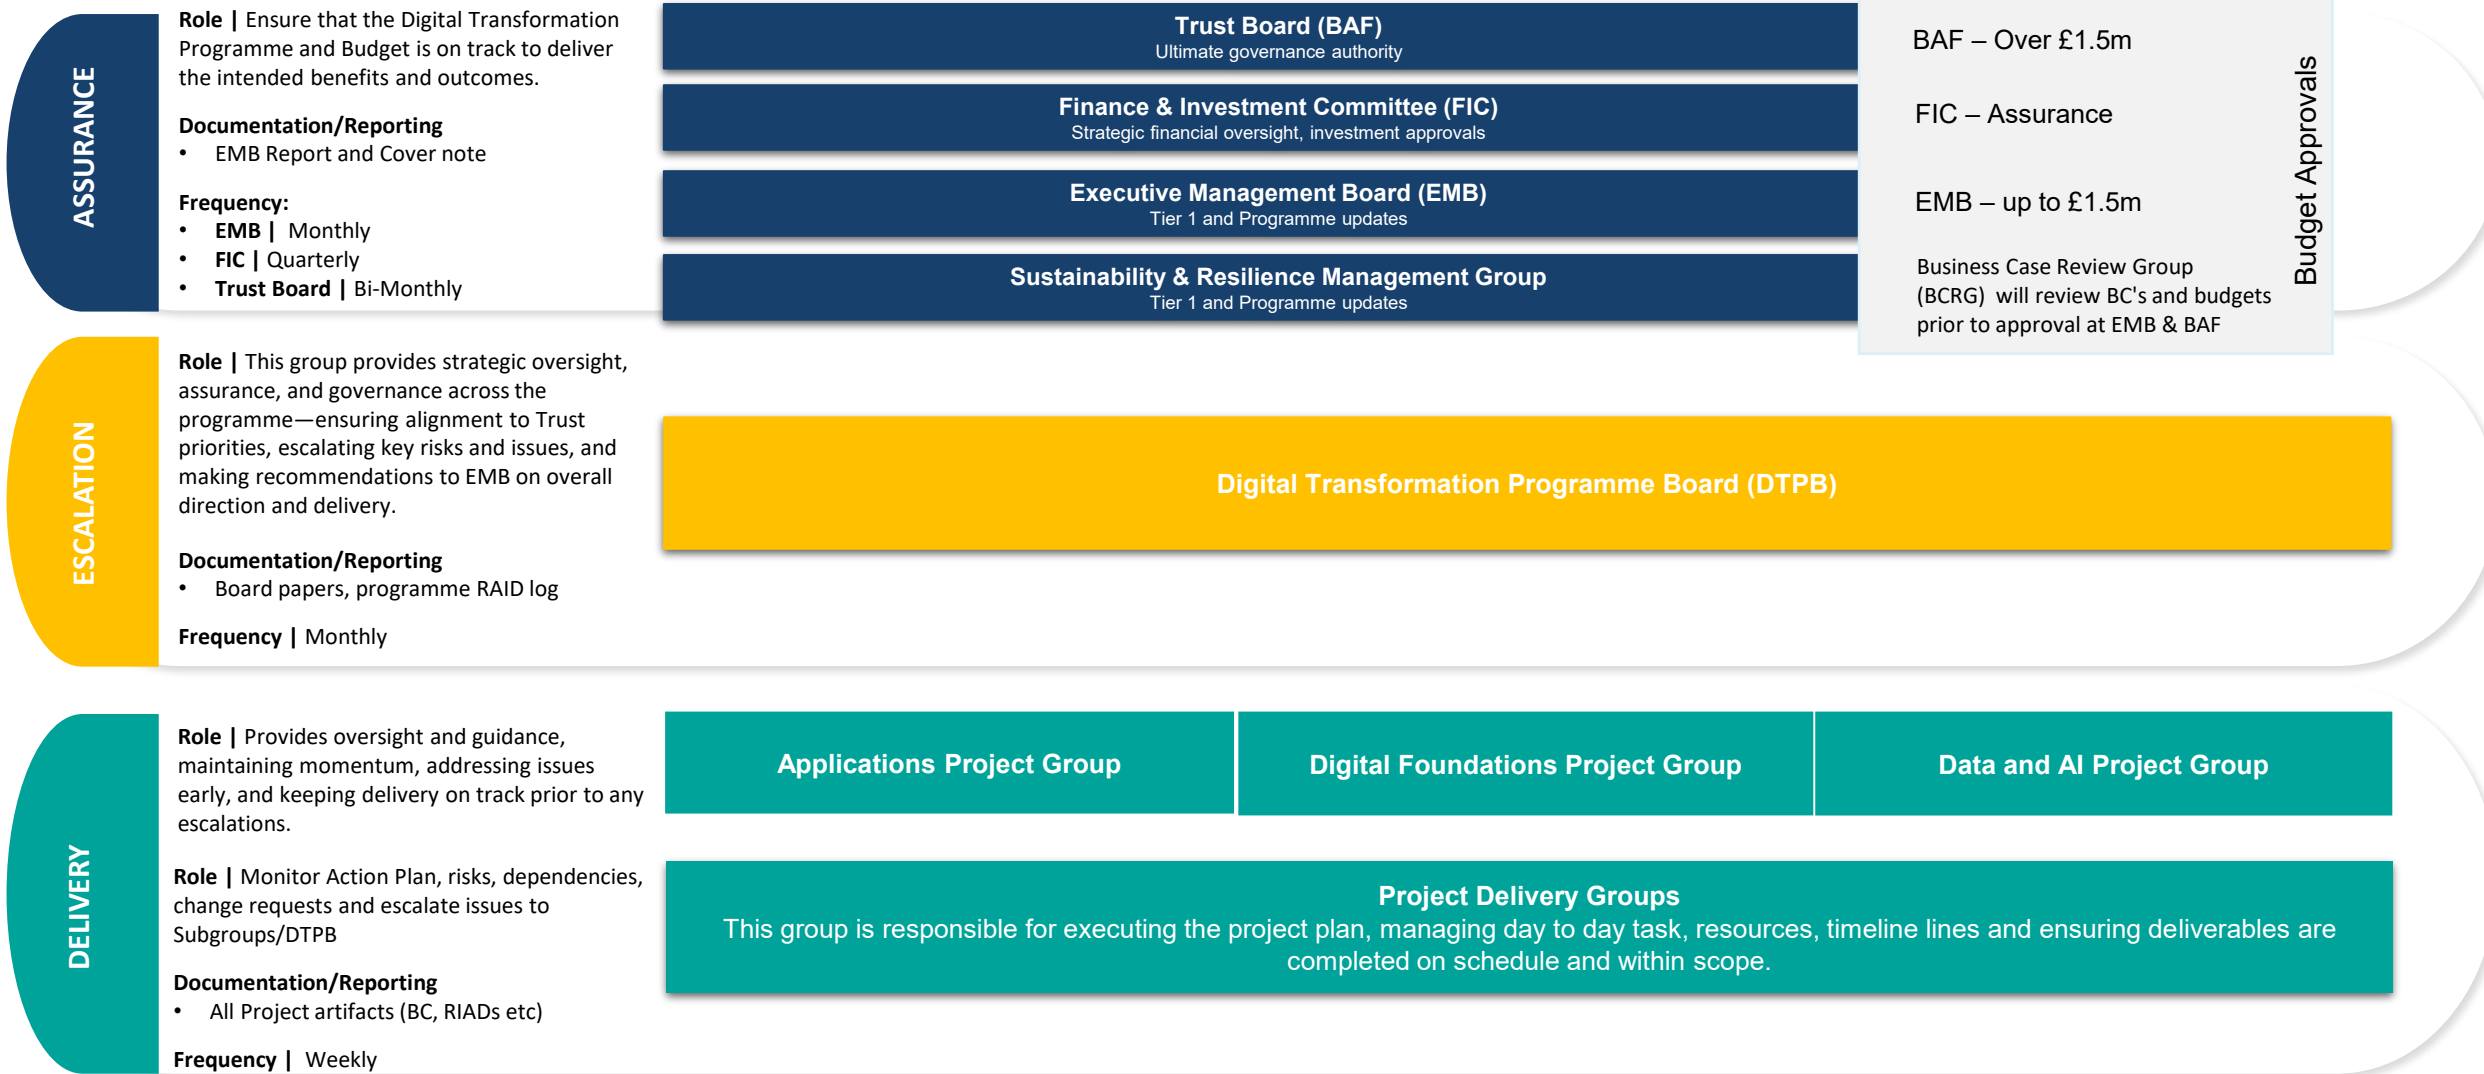 ASSURANCE
Role | Ensure that the Digital Transformation
Programme and Budget is on track to deliver
the intended benefits and outcomes.
Documentation/Reporting
• EMB Report and Cover note
Frequency:
• EMB | Monthly
• FIC | Quarterly
• Trust Board | Bi-Monthly
Trust Board (BAF)
Ultimate governance authority
Finance & Investment Committee (FIC)
Strategic financial oversight, investment approvals
Executive Management Board (EMB)
Tier 1 and Programme updates
Sustainability & Resilience Management Group
Tier 1 and Programme updates
BAF – Over £1.5m
FIC – Assurance
EMB – up to £1.5m
Business Case Review Group
(BCRG) will review BC's and budgets
prior to approval at EMB & BAF
Budget Approvals
ESCALATION
Role | This group provides strategic oversight,
assurance, and governance across the
programme—ensuring alignment to Trust
priorities, escalating key risks and issues, and
making recommendations to EMB on overall
direction and delivery.
Documentation/Reporting
• Board papers, programme RAID log
Frequency | Monthly
Digital Transformation Programme Board (DTPB)
DELIVERY
Role | Provides oversight and guidance,
maintaining momentum, addressing issues
early, and keeping delivery on track prior to any
escalations.
Role | Monitor Action Plan, risks, dependencies,
change requests and escalate issues to
Subgroups/DTPB
Documentation/Reporting
• All Project artifacts (BC, RIADs etc)
Frequency | Weekly
Applications Project Group
Digital Foundations Project Group
Data and AI Project Group
Project Delivery Groups
This group is responsible for executing the project plan, managing day to day task, resources, timeline lines and ensuring deliverables are
completed on schedule and within scope.